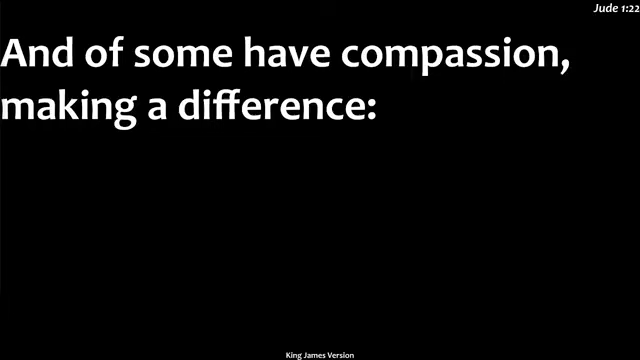 Jude 1:22
And of some have compassion,
making a difference:
King James Version